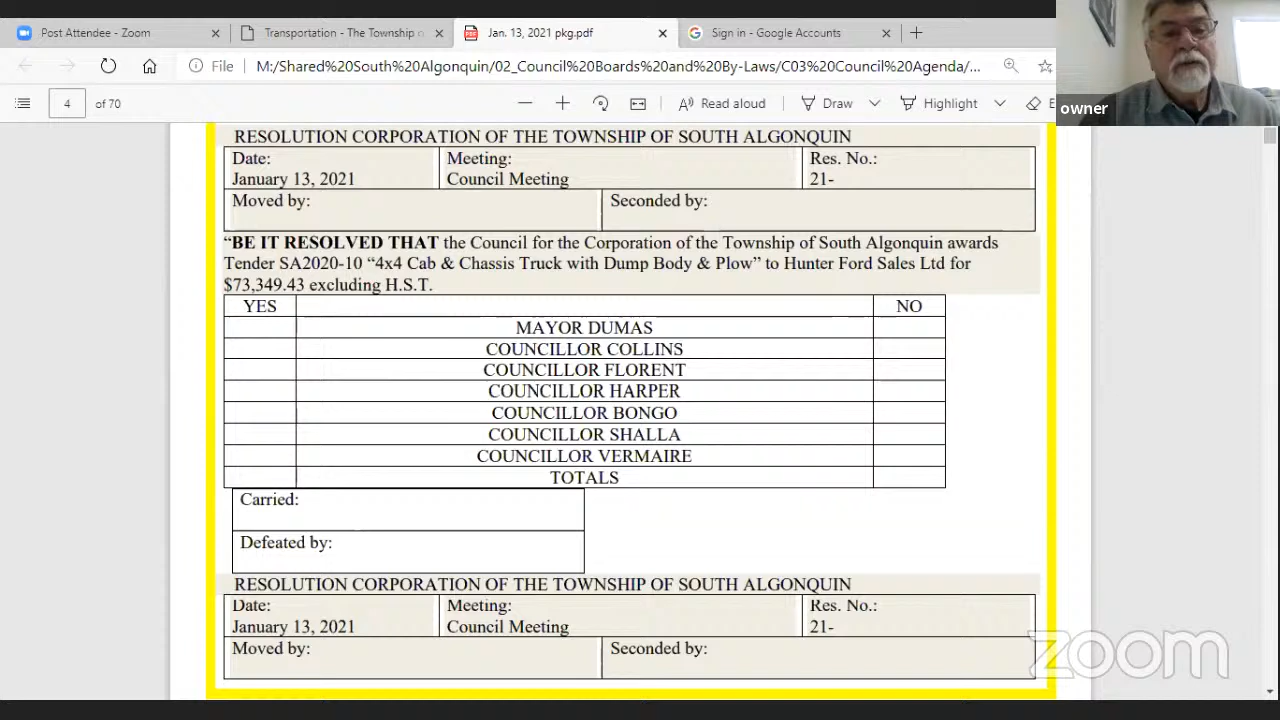 Post Attendee - Zoom
Transportation - The Township o
Jan. 13, 2021 pkg.pdf
Sign in - Google Accounts
File
M:/Shared%20South%20Algonquin/02_Council%20Boards%20and%20By-Laws/C03%20Council%20Agenda/...
owner
4 of 70
Read aloud
Draw
Highlight
E
RESOLUTION CORPORATION OF THE TOWNSHIP OF SOUTH ALGONQUIN
Date: Meeting: Res. No.:
January 13, 2021 Council Meeting 21-
Moved by: Seconded by:
“BE IT RESOLVED THAT the Council for the Corporation of the Township of South Algonquin awards
Tender SA2020-10 “4x4 Cab & Chassis Truck with Dump Body & Plow” to Hunter Ford Sales Ltd for
$73,349.43 excluding H.S.T.
YES NO
MAYOR DUMAS
COUNCILLOR COLLINS
COUNCILLOR FLORENT
COUNCILLOR HARPER
COUNCILLOR BONGO
COUNCILLOR SHALLA
COUNCILLOR VERMAIRE
TOTALS
Carried:
Defeated by:
RESOLUTION CORPORATION OF THE TOWNSHIP OF SOUTH ALGONQUIN
Date: Meeting: Res. No.:
January 13, 2021 Council Meeting 21-
Moved by: Seconded by:
zoom